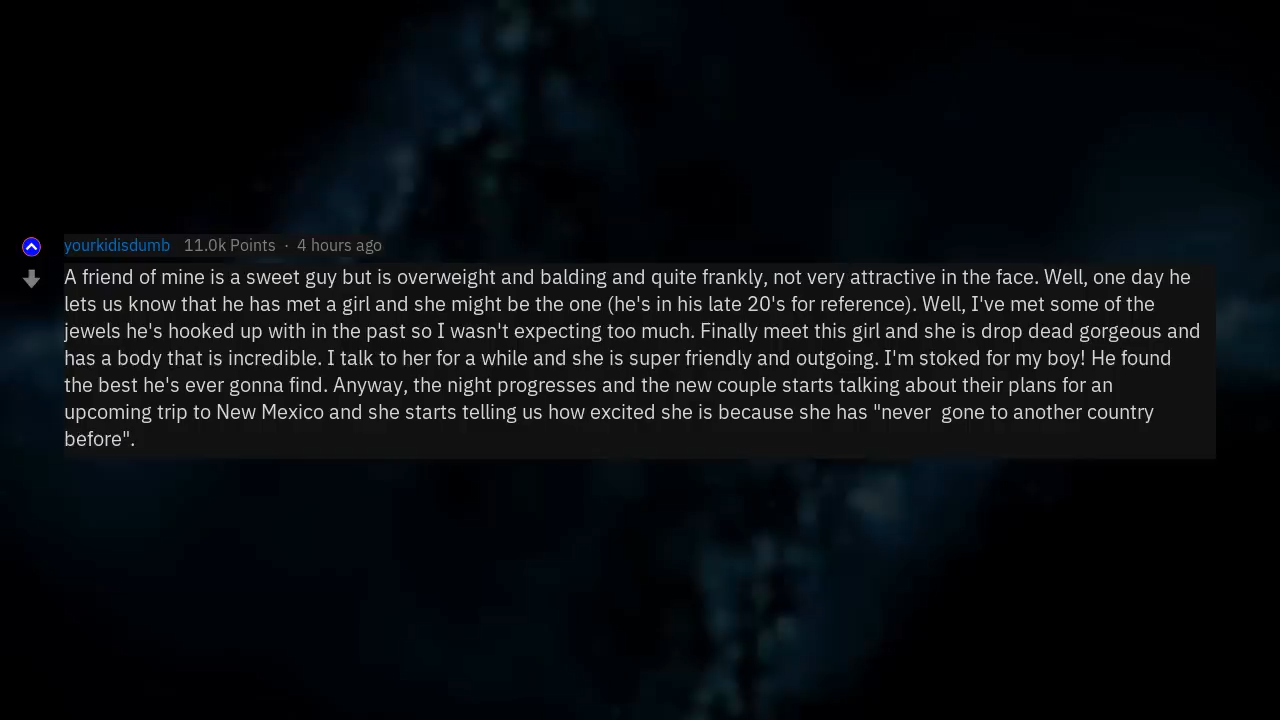 yourkidisdumb 11.0k Points · 4 hours ago
A friend of mine is a sweet guy but is overweight and balding and quite frankly, not very attractive in the face. Well, one day he
lets us know that he has met a girl and she might be the one (he's in his late 20's for reference). Well, I've met some of the
jewels he's hooked up with in the past so I wasn't expecting too much. Finally meet this girl and she is drop dead gorgeous and
has a body that is incredible. I talk to her for a while and she is super friendly and outgoing. I'm stoked for my boy! He found
the best he's ever gonna find. Anyway, the night progresses and the new couple starts talking about their plans for an
upcoming trip to New Mexico and she starts telling us how excited she is because she has "never  gone to another country
before".